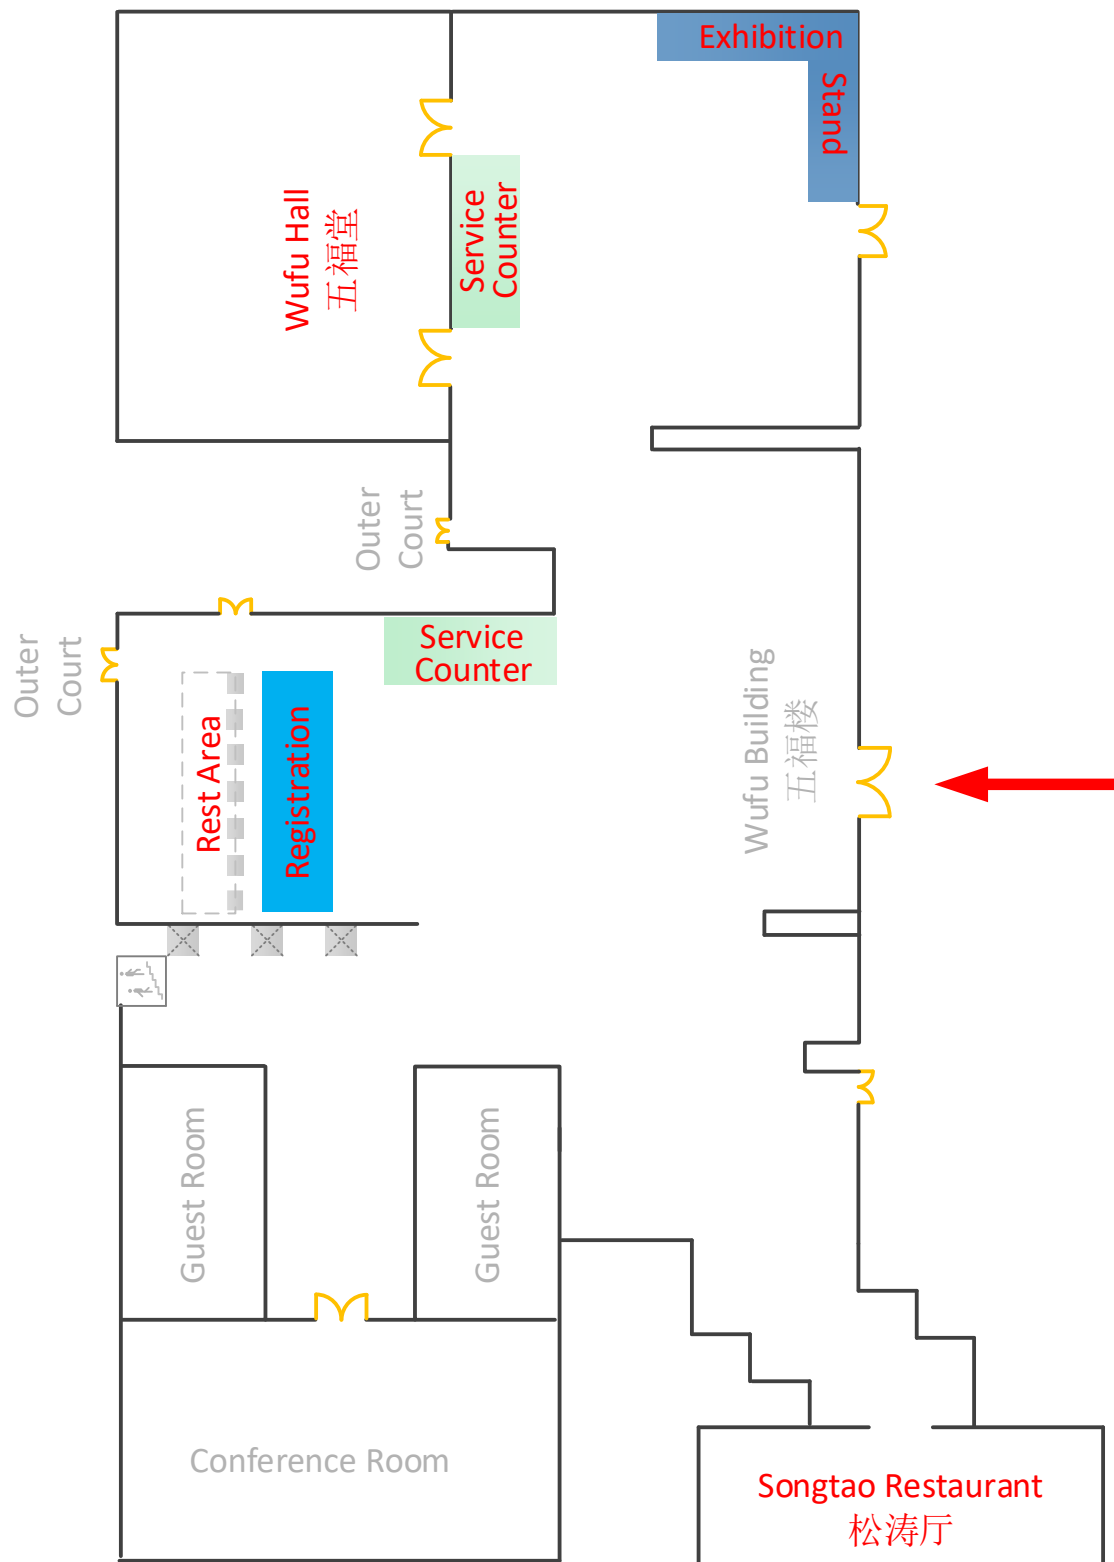 Exhibition
Stand
Wufu Hall
五福堂
Service
Counter
Outer
Court
Outer
Court
Service
Counter
Rest Area
Registration
Wufu Building
五福楼
Guest Room
Guest Room
Conference Room
Songtao Restaurant
松涛厅